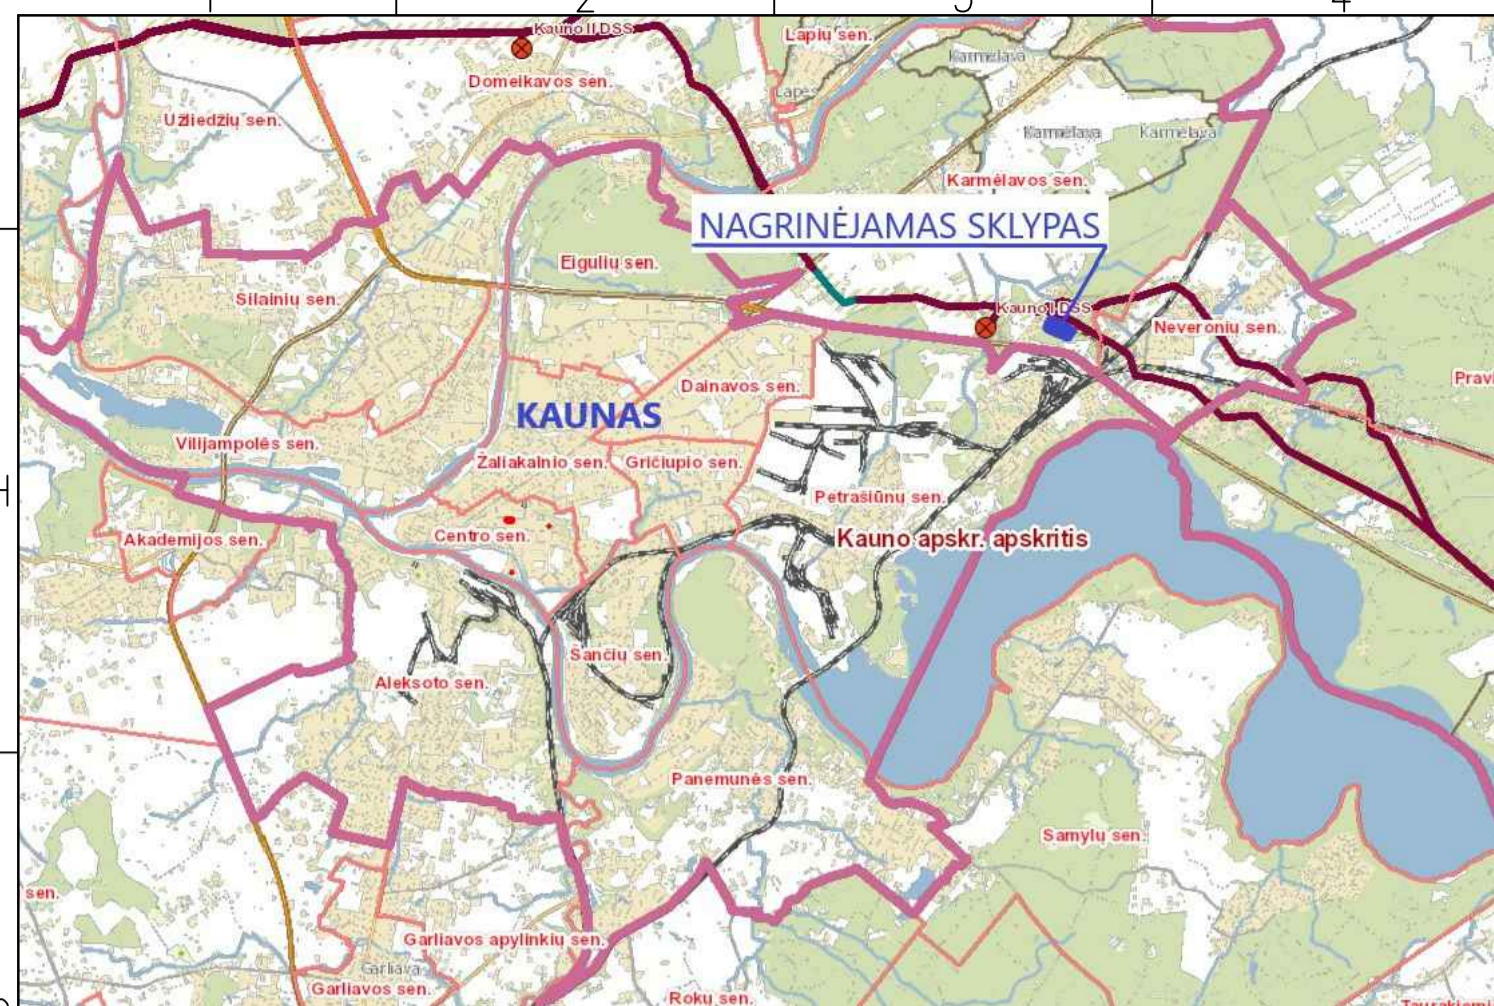 2
4
Kauno II DSS
Lapių sen.
Karmėlava
Domeikavos sen.
Lapės
Užliedžių sen.
Karmėlava
Karmėlava
Karmėlavos sen.
NAGRINĖJAMAS SKLYPAS
Eigulių sen.
Šilainių sen.
Kauno I DSS
Neveronių sen.
Dainavos sen.
Pravi
KAUNAS
Vilijampolės sen.
Žaliakalnio sen.
Gričiupio sen.
Petrašiūnų sen.
Akademijos sen.
Centro sen.
Kauno apskr. apskritis
Šančių sen.
Aleksoto sen.
Panemunės sen.
Samylų sen.
sen.
Garliavos apylinkių sen.
Garliava
Garliavos sen.
Rokų sen.